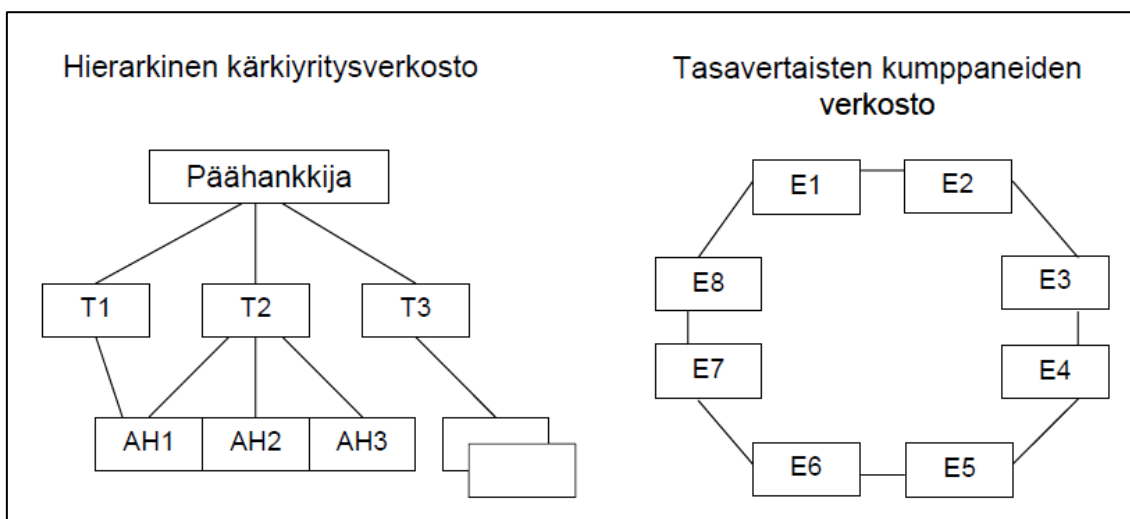 Hierarkinen kärkiyritysverkosto
Päähankkija
T1
T2
T3
AH1
AH2
AH3
Tasavertaisten kumppaneiden
verkosto
E1
E2
E8
E3
E7
E4
E6
E5